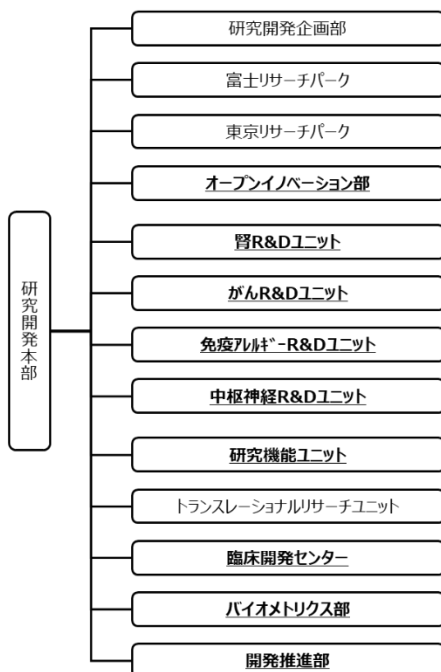 研究開発本部
研究開発企画部
富士リサーチパーク
東京リサーチパーク
オープンイノベーション部
腎R&Dユニット
がんR&Dユニット
免疫ｱﾚﾙｷﾞｰR&Dユニット
中枢神経R&Dユニット
研究機能ユニット
トランスレーショナルリサーチユニット
臨床開発センター
バイオメトリクス部
開発推進部